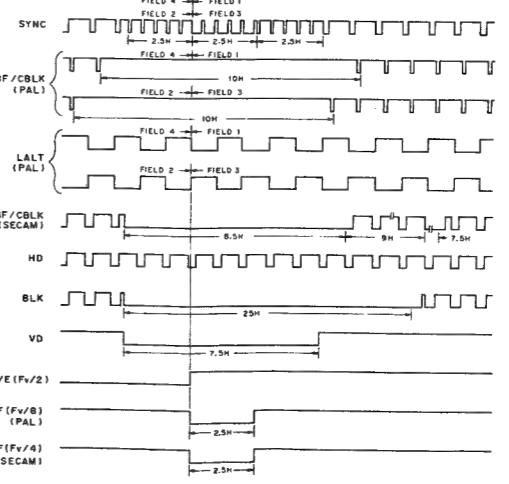 FIELD 4 FIELD 1
FIELD 2 FIELD 3
SYNC
2.5H 2.5H 2.5H
FIELD 4 FIELD 1
F/CBLK
(PAL)
10H
FIELD 2 FIELD 3
10H
FIELD 4 FIELD 1
LALT
(PAL)
FIELD 2 FIELD 3
F/CBLK
SECAM)
6.5H 9H 7.5H
HD
BLK
25H
VD
7.5H
/E (Fv/2)
F(Fv/8)
(PAL)
2.5H
F(Fv/4)
SECAM)
2.5H